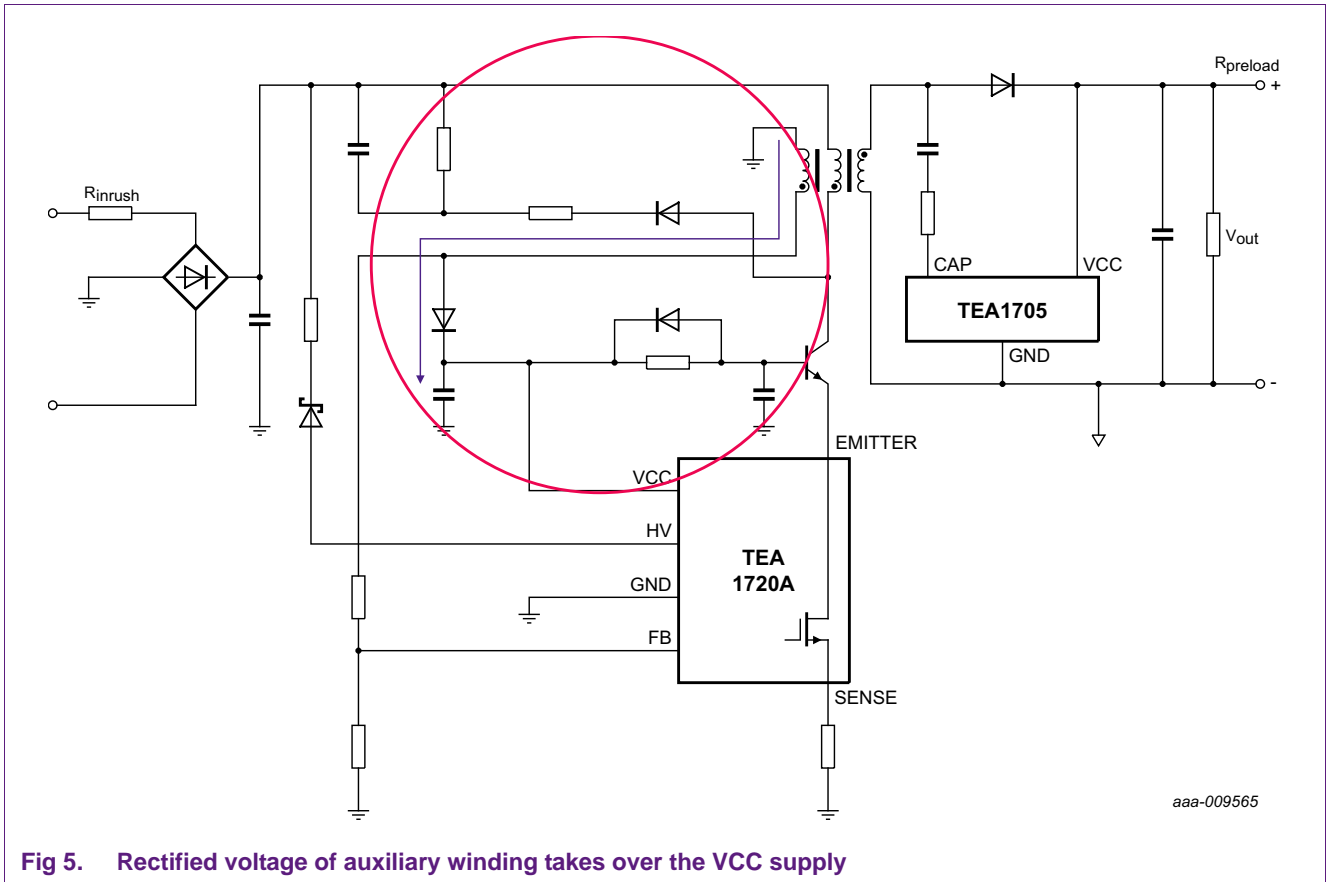 Rpreload
+
Rinrush
Vout
CAP
VCC
TEA1705
GND
-
EMITTER
VCC
HV
TEA
1720A
GND
FB
SENSE
aaa-009565
Fig 5. Rectified voltage of auxiliary winding takes over the VCC supply